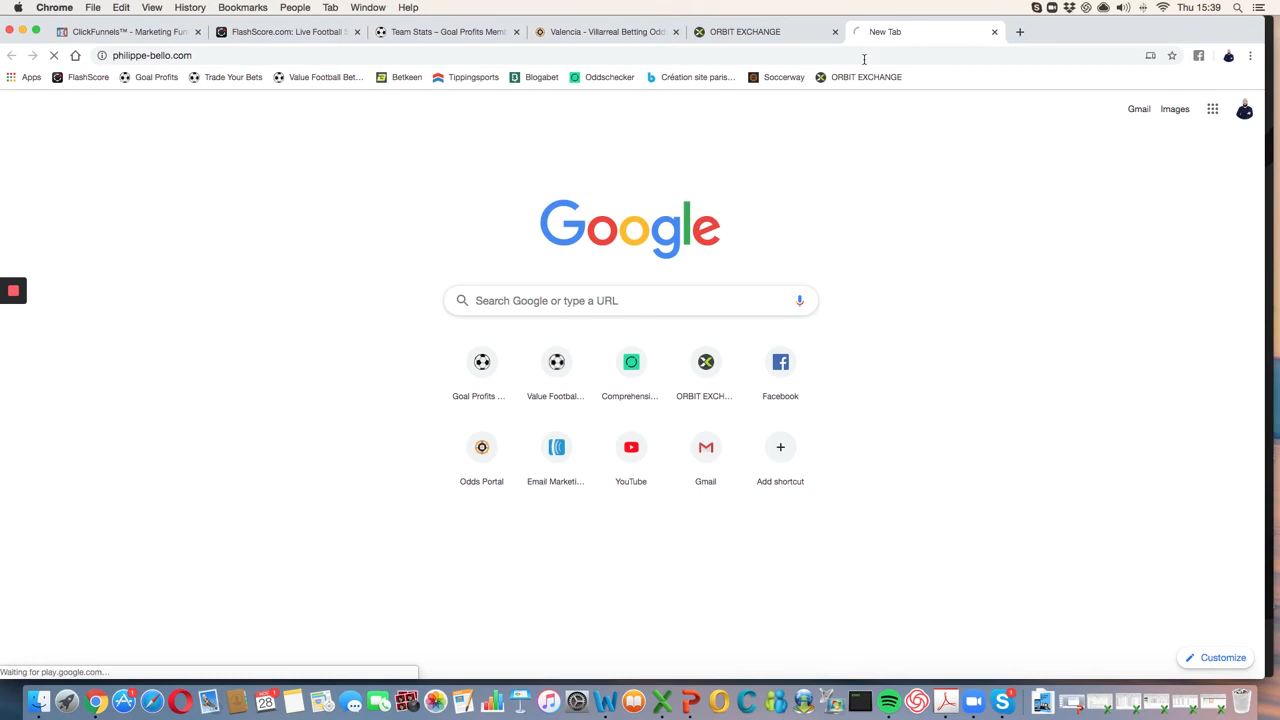 Chrome File Edit View History Bookmarks People Tab Window Help Thu 15:39
ClickFunnels™ - Marketing Fun FlashScore.com: Live Football S Team Stats – Goal Profits Memb Valencia - Villarreal Betting Odd ORBIT EXCHANGE New Tab
philippe-bello.com
Apps FlashScore Goal Profits Trade Your Bets Value Football Bet... Betkeen Tippingsports Blogabet Oddschecker Création site paris... Soccerway ORBIT EXCHANGE
Gmail Images
Google
Search Google or type a URL
Goal Profits ... Value Footbal... Comprehensi... ORBIT EXCH... Facebook
Odds Portal Email Marketi... YouTube Gmail Add shortcut
Customize
Waiting for play.google.com...